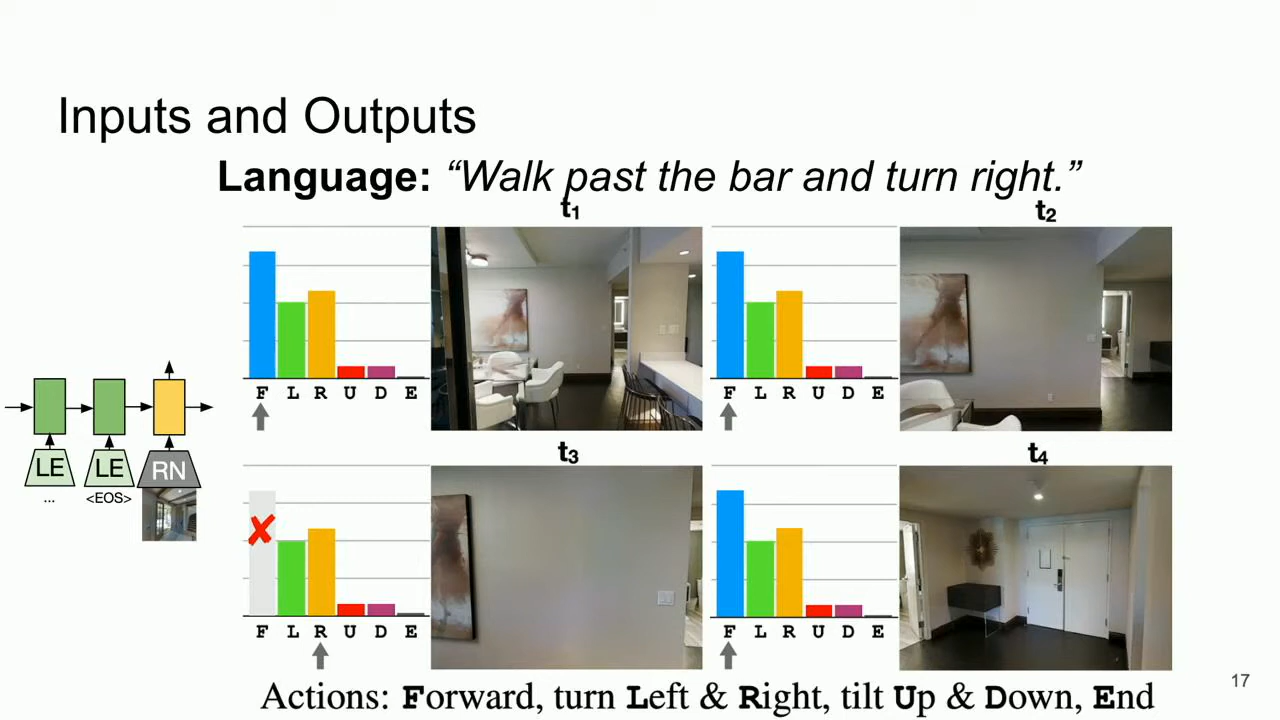 Inputs and Outputs
Language: “Walk past the bar and turn right.”
t1
t2
F L R U D E
F L R U D E
t3
t4
F L R U D E
F L R U D E
LE LE RN
... <EOS>
Actions: Forward, turn Left & Right, tilt Up & Down, End
17